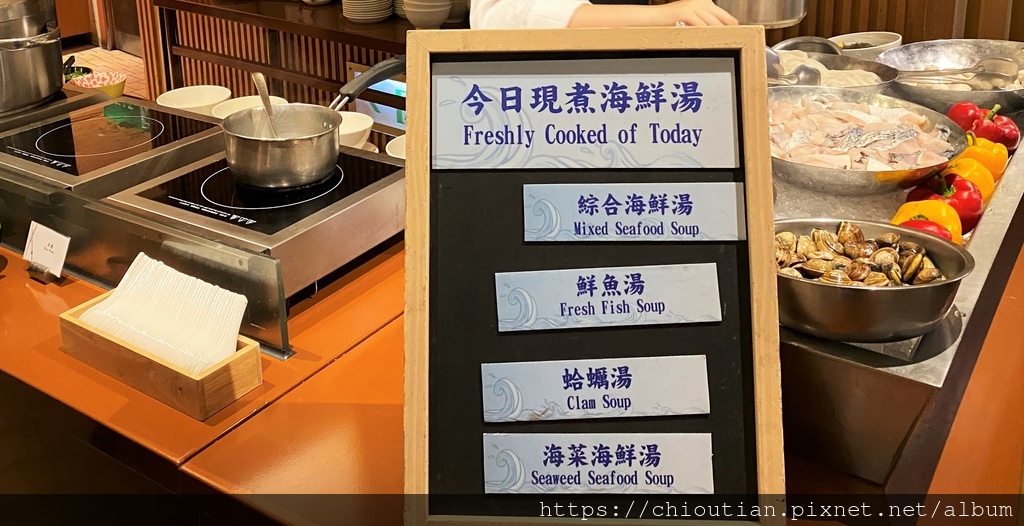 今日現煮海鮮湯
Freshly Cooked of Today
綜合海鮮湯
Mixed Seafood Soup
鮮魚湯
Fresh Fish Soup
蛤蠣湯
Clam Soup
海菜海鮮湯
Seaweed Seafood Soup
https://chioutian.pixnet.net/album